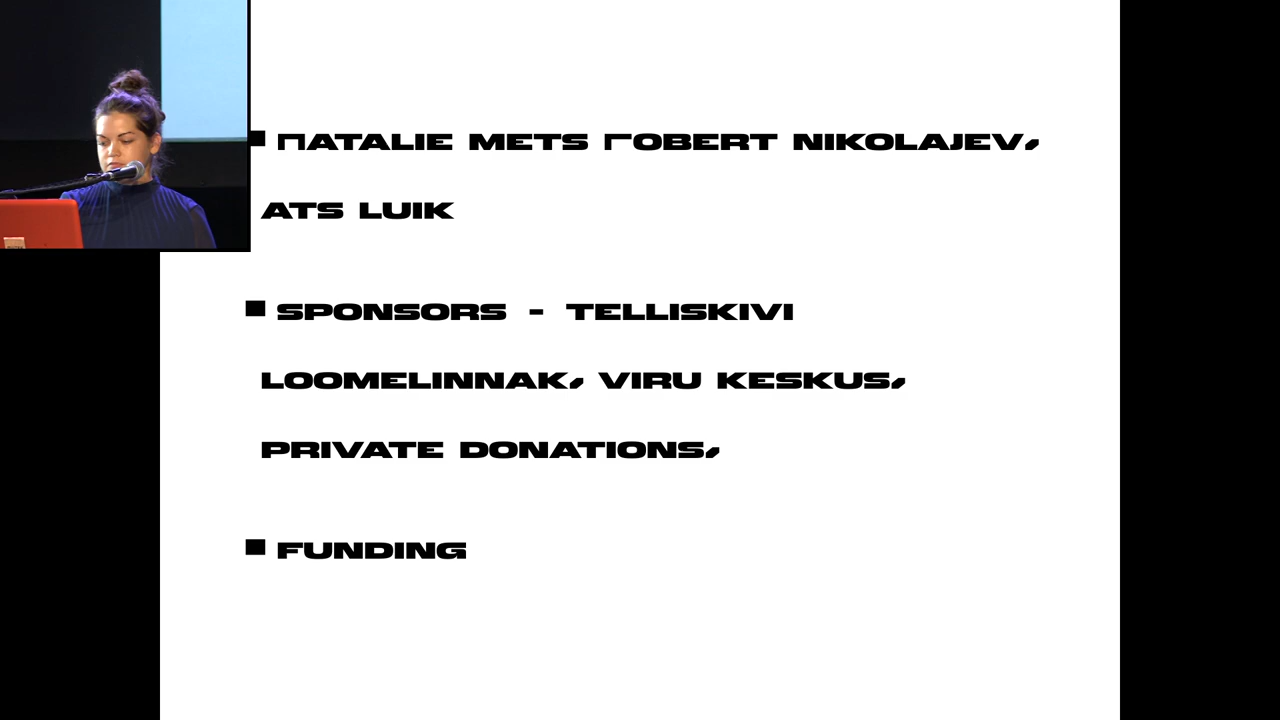 ■ NATALIE METS ROBERT NIKOLAJEV,
ATS LUIK
■ SPONSORS - TELLISKIVI
LOOMELINNAK, VIRU KESKUS,
PRIVATE DONATIONS,
■ FUNDING